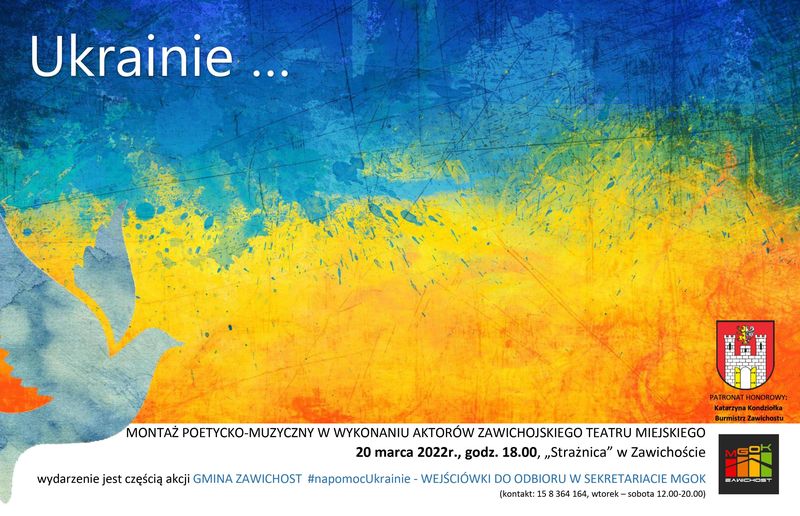 Ukrainie ...
PATRONAT HONOROWY:
Katarzyna Kondziołka
Burmistrz Zawichostu
MONTAŻ POETYCKO-MUZYCZNY W WYKONANIU AKTORÓW ZAWICHOJSKIEGO TEATRU MIEJSKIEGO
20 marca 2022r., godz. 18.00, „Strażnica” w Zawichoście
wydarzenie jest częścią akcji GMINA ZAWICHOST #napomocUkrainie - WEJŚCIÓWKI DO ODBIORU W SEKRETARIACIE MGOK
(kontakt: 15 8 364 164, wtorek – sobota 12.00-20.00)
MGOK
ZAWICHOST